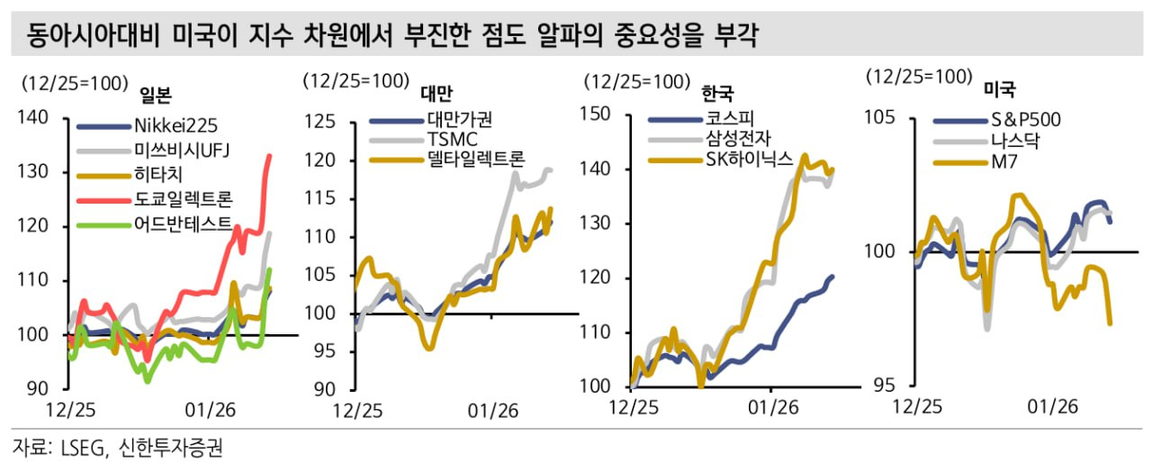 동아시아대비 미국이 지수 차원에서 부진한 점도 알파의 중요성을 부각
(12/25=100)
일본
140
130
120
110
100
90
Nikkei225
미쓰비시UFJ
히타치
도쿄일렉트론
어드반테스트
12/25
01/26
(12/25=100)
대만
125
120
115
110
105
100
95
90
대만가권
TSMC
델타일렉트론
12/25
01/26
(12/25=100)
한국
150
140
130
120
110
100
코스피
삼성전자
SK하이닉스
12/25
01/26
(12/25=100)
미국
105
100
95
S&P500
나스닥
M7
12/25
01/26
자료: LSEG, 신한투자증권